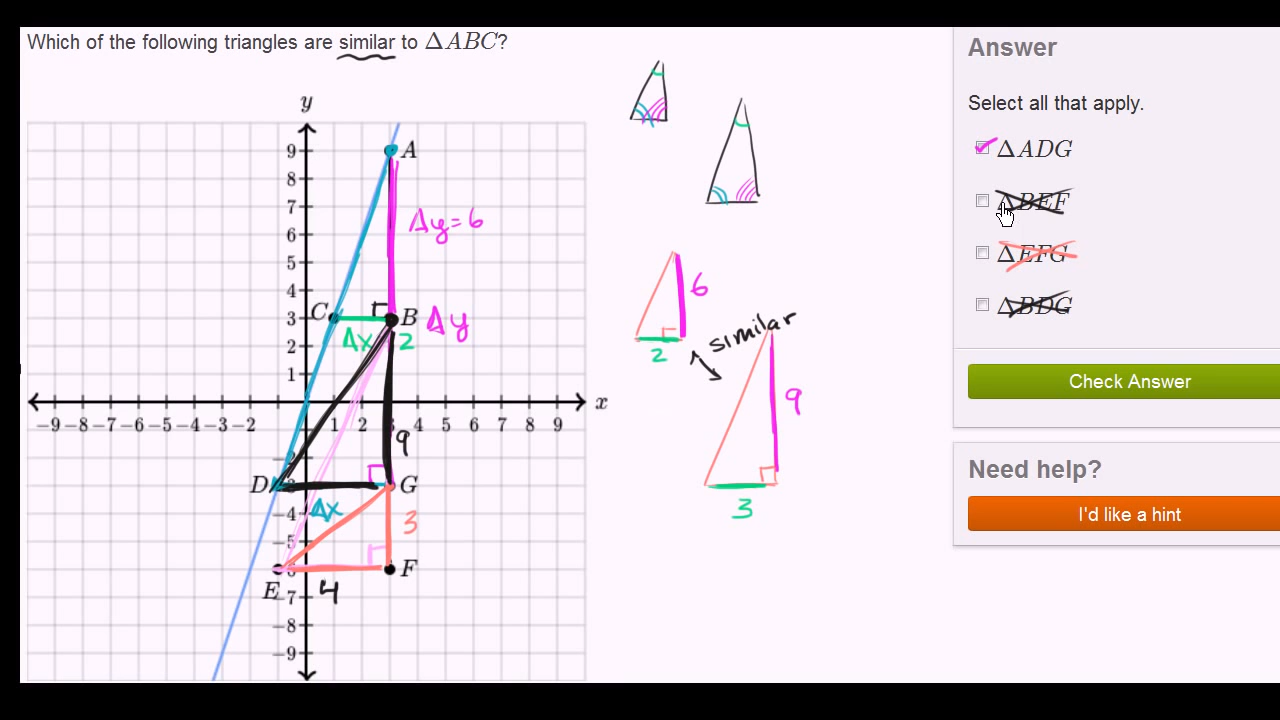 Which of the following triangles are similar to ΔABC?
y
9
A
8
7
Δy=6
6
5
4
C
3
B
Δy
Δx
2
2
1
x
−9 −8 −7 −6 −5 −4 −3 −2
1 2 3 4 5 6 7 8 9
9
D
G
−4
Δx
3
−5
E
F
4
−7
−8
−9
6
2
similar
9
3
Answer
Select all that apply.
ΔADG
ΔBEF
ΔEFG
ΔBDG
Check Answer
Need help?
I'd like a hint